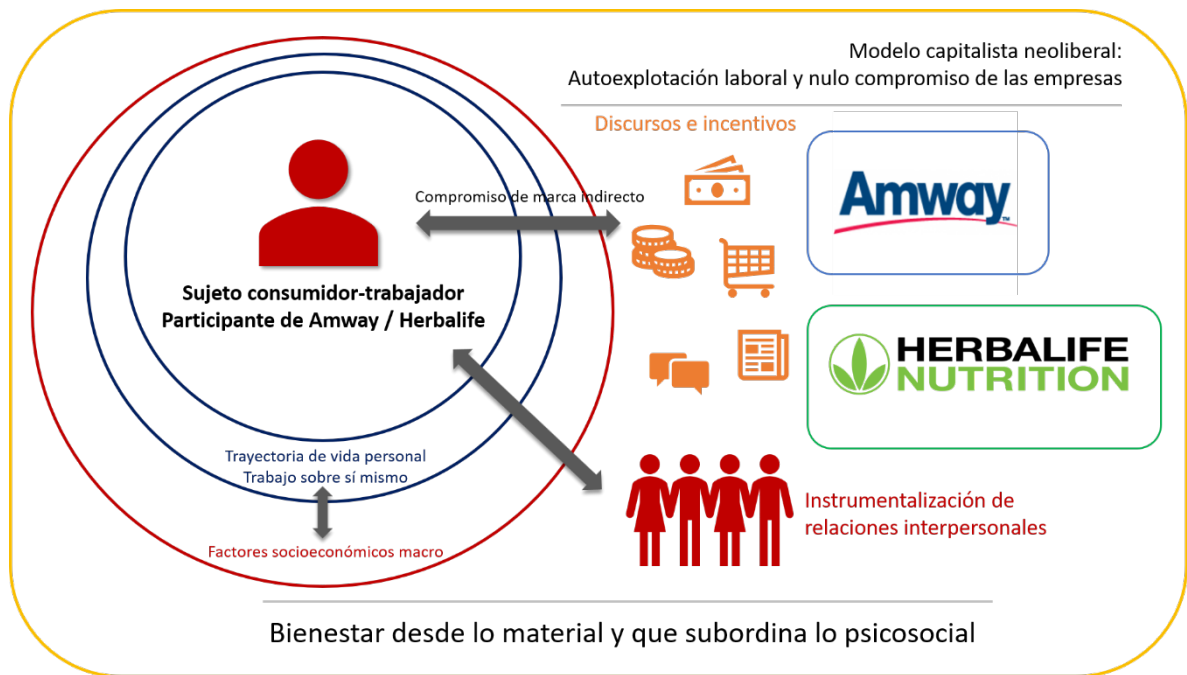 Modelo capitalista neoliberal:
Autoexplotación laboral y nulo compromiso de las empresas
Discursos e incentivos
Compromiso de marca indirecto
Amway™
Sujeto consumidor-trabajador
Participante de Amway / Herbalife
HERBALIFE
NUTRITION
Trayectoria de vida personal
Trabajo sobre sí mismo
Factores socioeconómicos macro
Instrumentalización de
relaciones interpersonales
Bienestar desde lo material y que subordina lo psicosocial